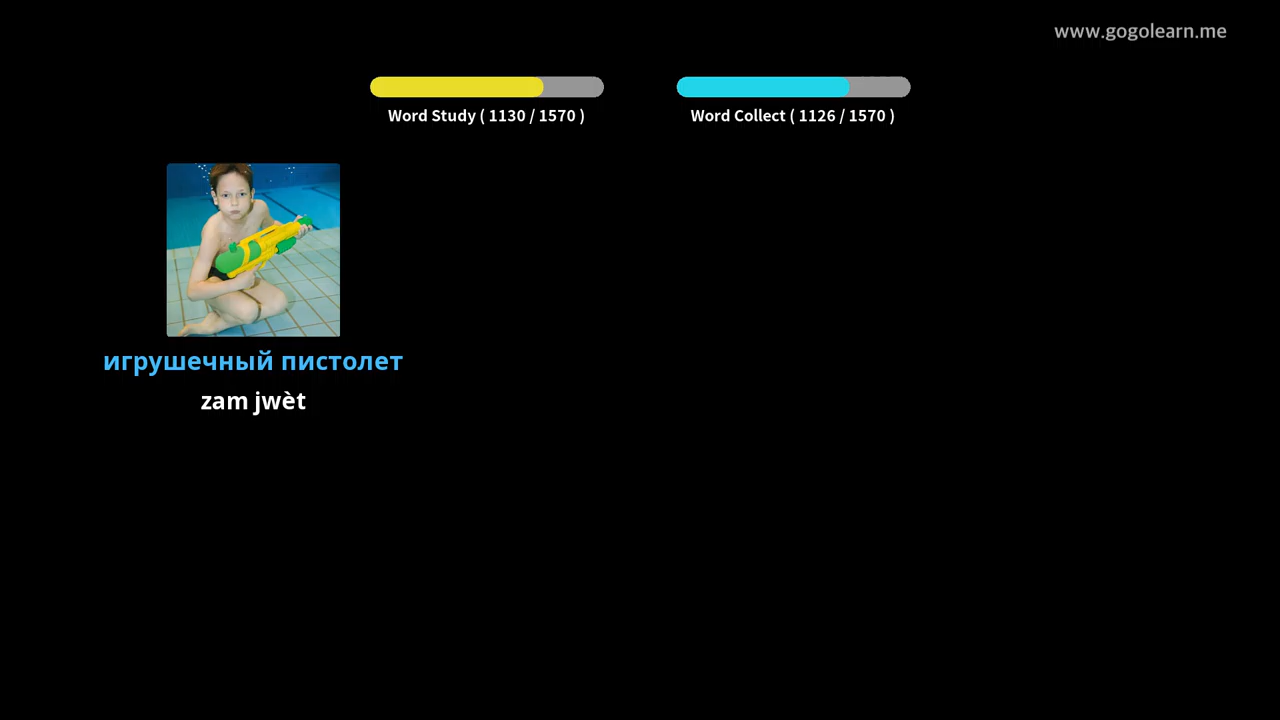 www.gogolearn.me
Word Study ( 1130 / 1570 )
Word Collect ( 1126 / 1570 )
игрушечный пистолет
zam jwèt